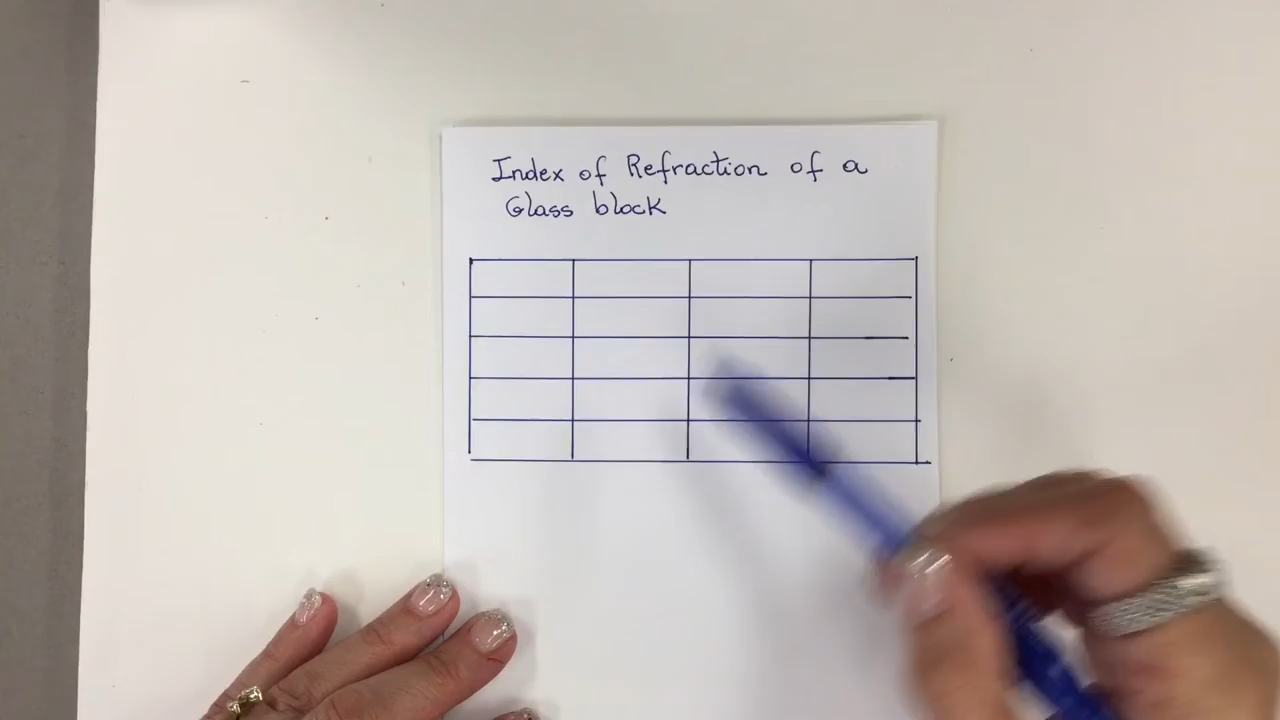 Index of Refraction of a
Glass block